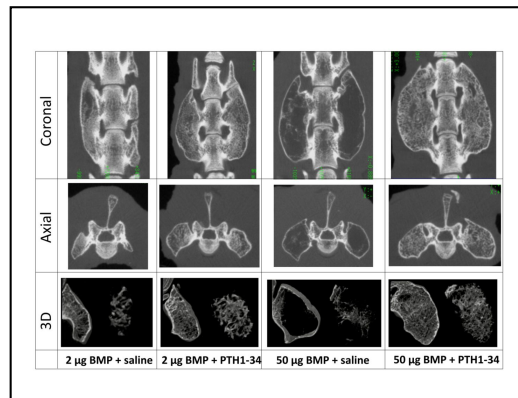 Coronal
Axial
3D
2 µg BMP + saline
2 µg BMP + PTH1-34
50 µg BMP + saline
50 µg BMP + PTH1-34